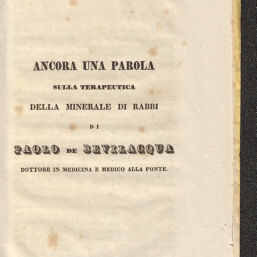 ANCORA UNA PAROLA
SULLA TERAPEUTICA
DELLA MINERALE DI RABBI
DI
PAOLO DE BEVILACQUA
DOTTORE IN MEDICINA E MEDICO ALLA FONTE.